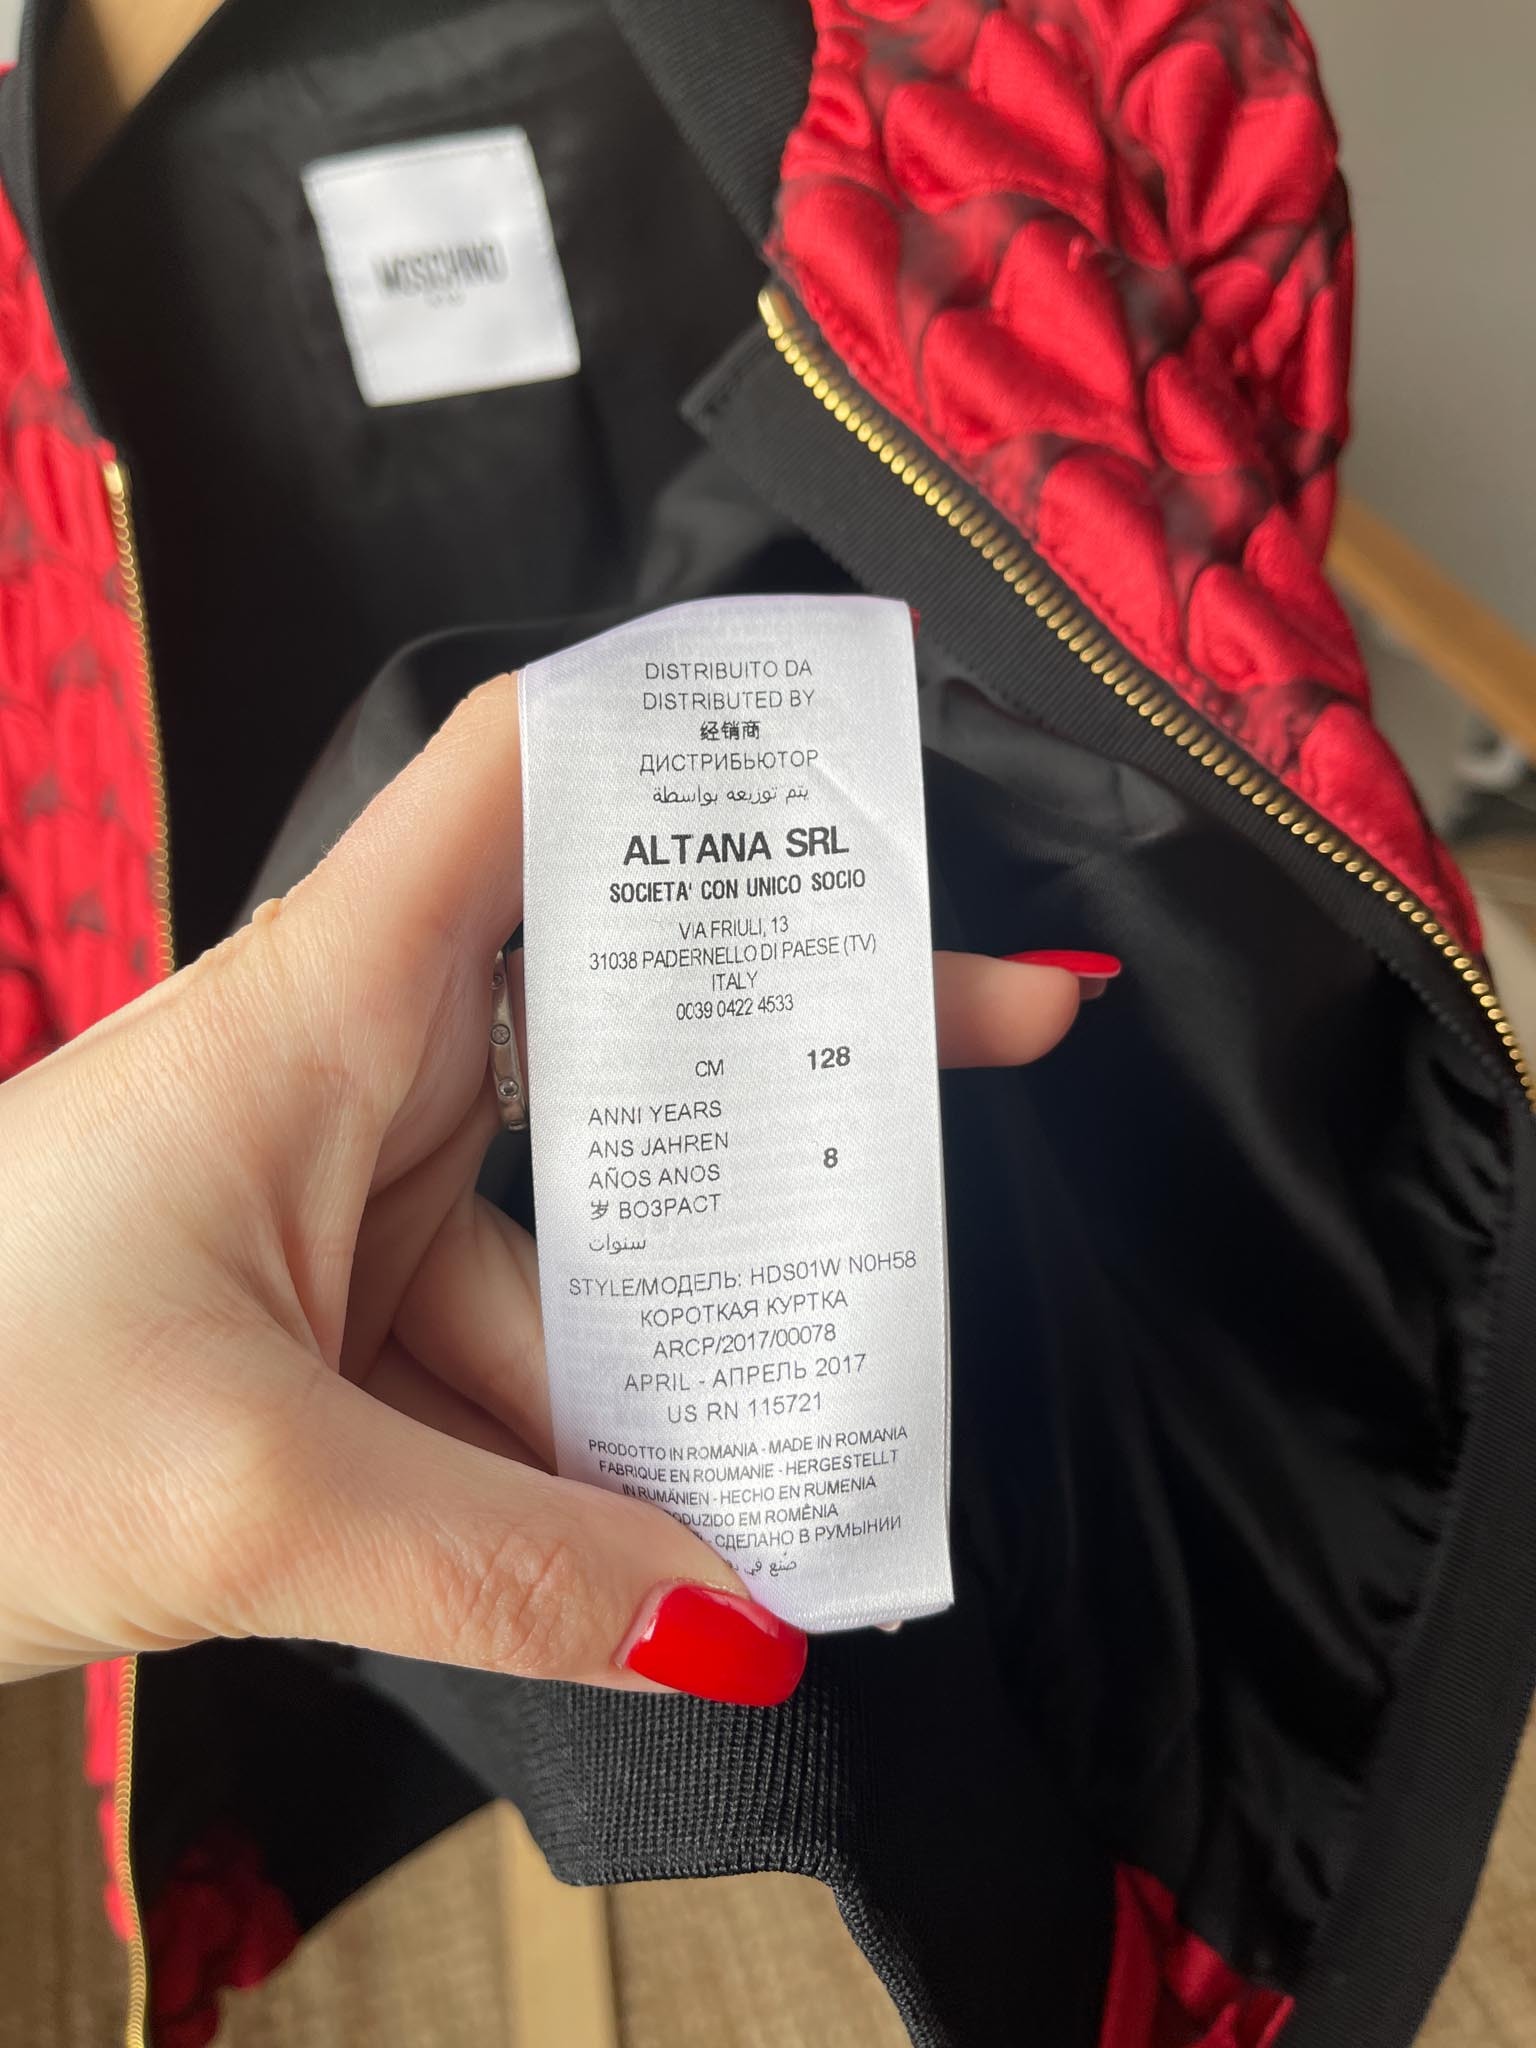 MOSCHINO
DISTRIBUITO DA
DISTRIBUTED BY
经销商
ДИСТРИБЬЮТОР
يتم توزيعه بواسطة
ALTANA SRL
SOCIETA' CON UNICO SOCIO
VIA FRIULI, 13
31038 PADERNELLO DI PAESE (TV)
ITALY
0039 0422 4533
CM 128
ANNI YEARS
ANS JAHREN
AÑOS ANOS 8
岁 ВОЗРАСТ
سنوات
STYLE/МОДЕЛЬ: HDS01W N0H58
КОРОТКАЯ КУРТКА
ARCP/2017/00078
APRIL - АПРЕЛЬ 2017
US RN 115721
PRODOTTO IN ROMANIA - MADE IN ROMANIA
FABRIQUE EN ROUMANIE - HERGESTELLT
IN RUMÄNIEN - HECHO EN RUMENIA
EM ROMÊNIA
- СДЕЛАНО В РУМЫНИИ
صُنع في